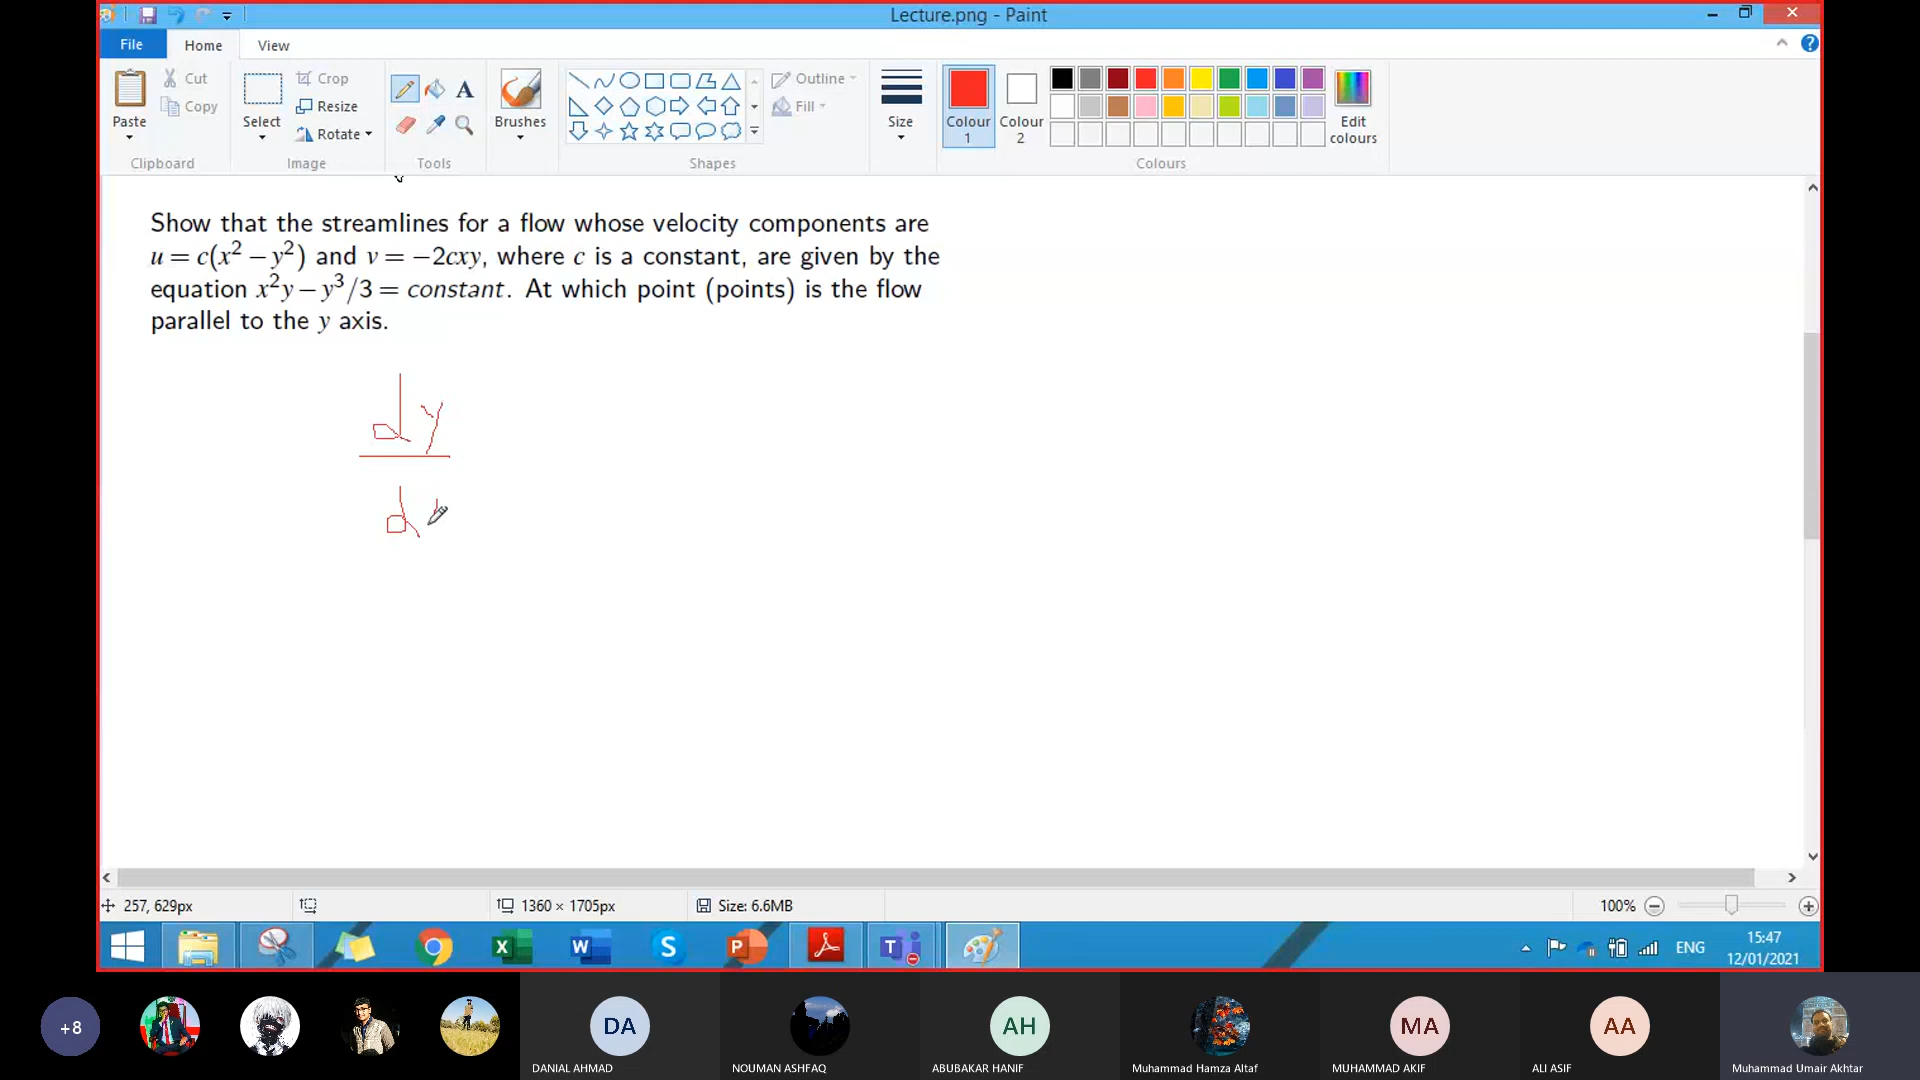 Lecture.png - Paint
File Home View
Cut
Copy
Paste
Clipboard
Select
Crop
Resize
Rotate
Image
A
Tools
Brushes
Outline
Fill
Shapes
Size
Colour 1
Colour 2
Edit colours
Colours
Show that the streamlines for a flow whose velocity components are
u = c(x² − y²) and v = −2cxy, where c is a constant, are given by the
equation x²y − y³/3 = constant. At which point (points) is the flow
parallel to the y axis.
dy
d
257, 629px
1360 × 1705px
Size: 6.6MB
100%
ENG
15:47
12/01/2021
+8
DA
AH
MA
AA
DANIAL AHMAD
NOUMAN ASHFAQ
ABUBAKAR HANIF
Muhammad Hamza Altaf
MUHAMMAD AKIF
ALI ASIF
Muhammad Umair Akhtar